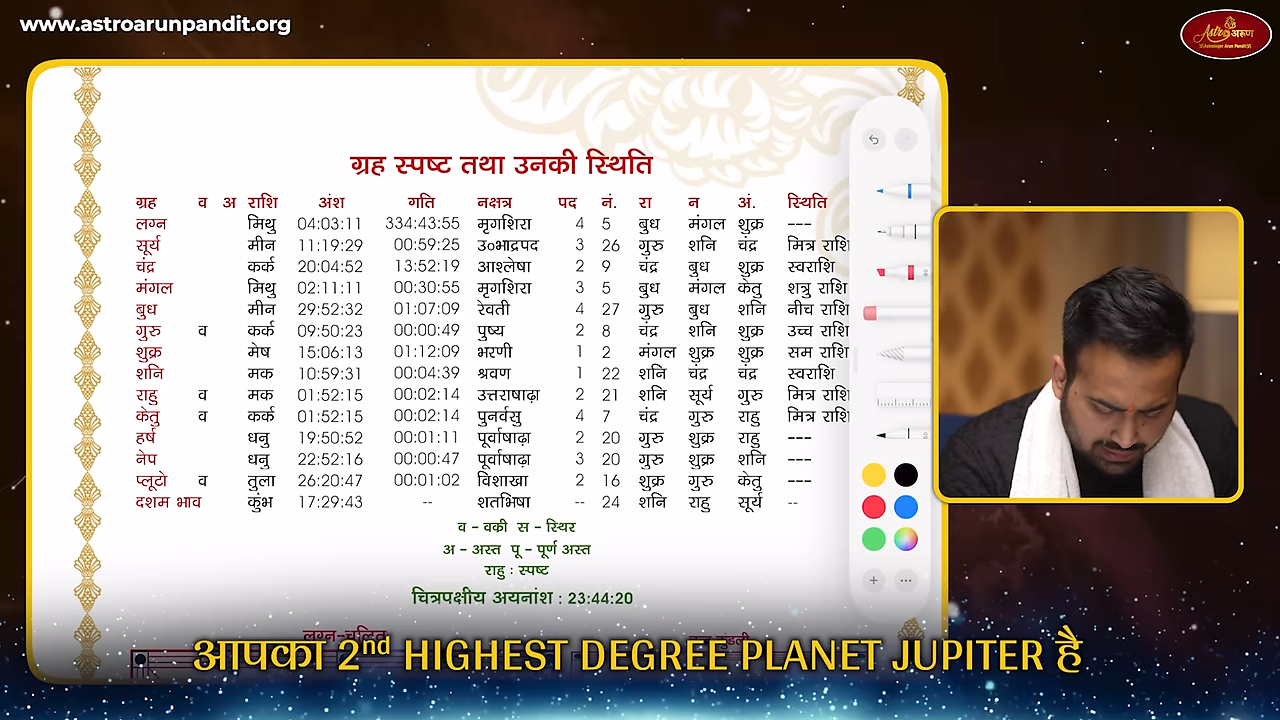 www.astroarunpandit.org
Astro अरुण
Astrologer Arun Pandit
ग्रह स्पष्ट तथा उनकी स्थिति
ग्रह व अ राशि अंश गति नक्षत्र पद नं. रा न अं. स्थिति
लग्न मिथु 04:03:11 334:43:55 मृगशिरा 4 5 बुध मंगल शुक्र ---
सूर्य मीन 11:19:29 00:59:25 उ०भाद्रपद 3 26 गुरु शनि चंद्र मित्र राशि
चंद्र कर्क 20:04:52 13:52:19 आश्लेषा 2 9 चंद्र बुध शुक्र स्वराशि
मंगल मिथु 02:11:11 00:30:55 मृगशिरा 3 5 बुध मंगल केतु शत्रु राशि
बुध मीन 29:52:32 01:07:09 रेवती 4 27 गुरु बुध शनि नीच राशि
गुरु व कर्क 09:50:23 00:00:49 पुष्य 2 8 चंद्र शनि शुक्र उच्च राशि
शुक्र मेष 15:06:13 01:12:09 भरणी 1 2 मंगल शुक्र शुक्र सम राशि
शनि मक 10:59:31 00:04:39 श्रवण 1 22 शनि चंद्र चंद्र स्वराशि
राहु व मक 01:52:15 00:02:14 उत्तराषाढ़ा 2 21 शनि सूर्य गुरु मित्र राशि
केतु व कर्क 01:52:15 00:02:14 पुनर्वसु 4 7 चंद्र गुरु राहु मित्र राशि
हर्ष धनु 19:50:52 00:01:11 पूर्वाषाढ़ा 2 20 गुरु शुक्र राहु ---
नेप धनु 22:52:16 00:00:47 पूर्वाषाढ़ा 3 20 गुरु शुक्र शनि ---
प्लूटो व तुला 26:20:47 00:01:02 विशाखा 2 16 शुक्र गुरु केतु ---
दशम भाव कुंभ 17:29:43 -- शतभिषा -- 24 शनि राहु सूर्य --
व - वक्री स - स्थिर
अ - अस्त पू - पूर्ण अस्त
राहु : स्पष्ट
चित्रपक्षीय अयनांश : 23:44:20
लग्न-चलित
आपका 2nd HIGHEST DEGREE PLANET JUPITER है